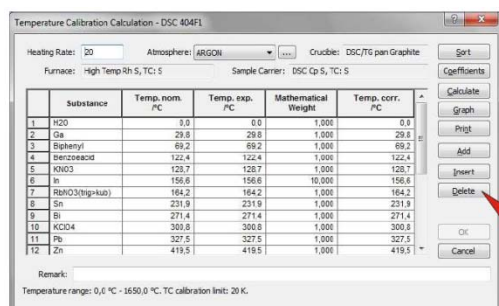 Temperature Calibration Calculation - DSC 404F1
Heating Rate: 20 Atmosphere: ARGON ... Crucible: DSC/TG pan Graphite
Furnace: High Temp Rh S, TC: S Sample Carrier: DSC Cp S, TC: S
Substance Temp. nom. /°C Temp. exp. /°C Mathematical Weight Temp. corr. /°C
1 H2O 0,0 0,0 1,000 0,0
2 Ga 29,8 29,8 1,000 29,8
3 Biphenyl 69,2 69,2 1,000 69,2
4 Benzoeacid 122,4 122,4 1,000 122,4
5 KNO3 128,7 128,7 1,000 128,7
6 In 156,6 156,6 10,000 156,6
7 RbNO3(trig>kub) 164,2 164,2 1,000 164,2
8 Sn 231,9 231,9 1,000 231,9
9 Bi 271,4 271,4 1,000 271,4
10 KClO4 300,8 300,8 1,000 300,8
11 Pb 327,5 327,5 1,000 327,5
12 Zn 419,5 419,5 1,000 419,5
Sort
Coefficients
Calculate
Graph
Print
Add
Insert
Delete
OK
Cancel
Remark:
Temperature range: 0,0 °C - 1650,0 °C. TC calibration limit: 20 K.